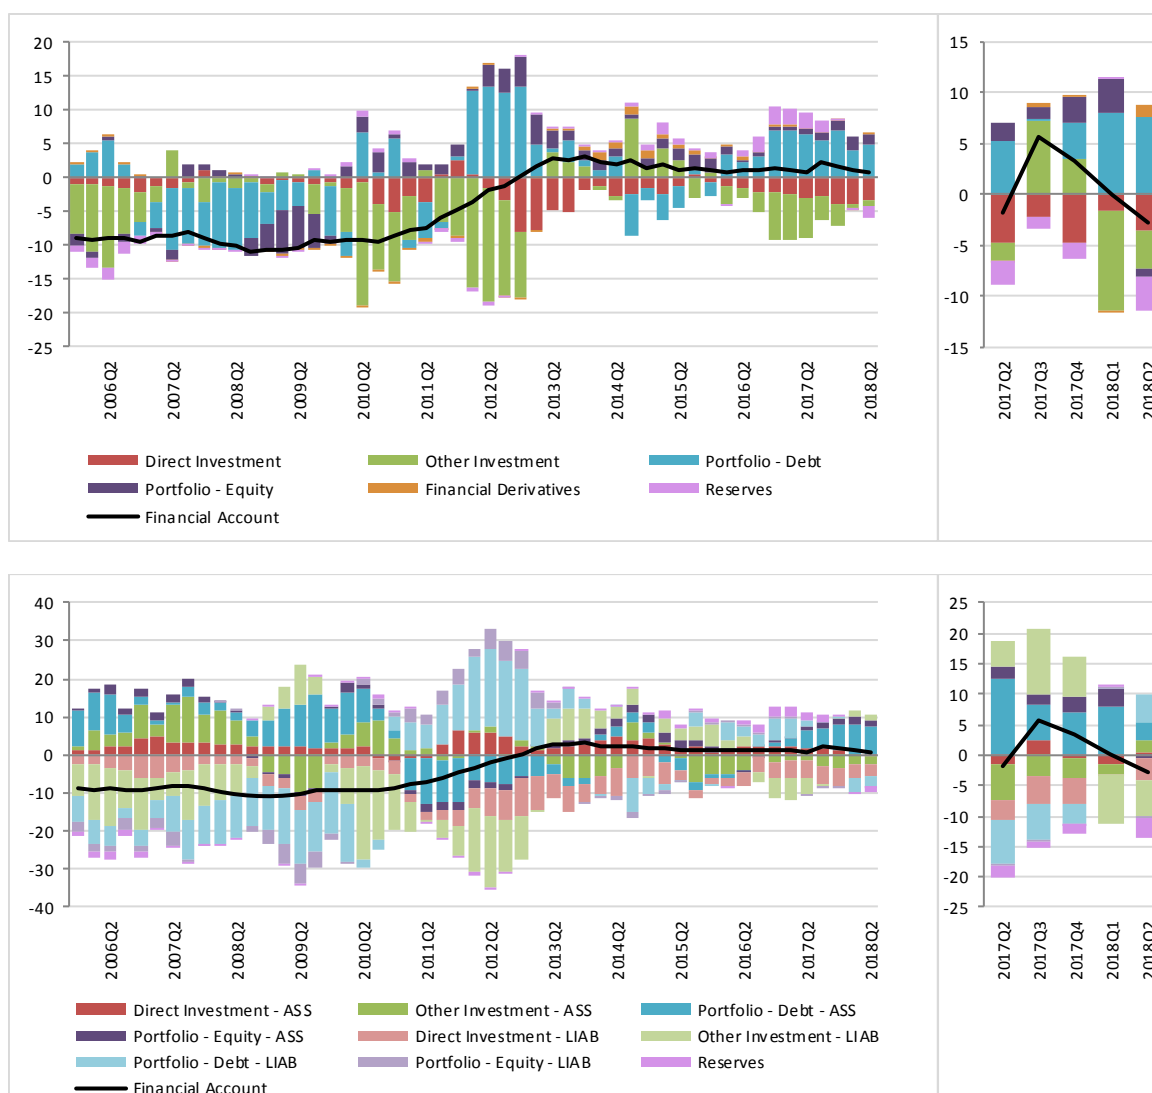 20
15
10
5
0
-5
-10
-15
-20
-25
2006Q2
2007Q2
2008Q2
2009Q2
2010Q2
2011Q2
2012Q2
2013Q2
2014Q2
2015Q2
2016Q2
2017Q2
2018Q2
Direct Investment
Other Investment
Portfolio - Debt
Portfolio - Equity
Financial Derivatives
Reserves
Financial Account
15
10
5
0
-5
-10
-15
2017Q2
2017Q3
2017Q4
2018Q1
2018Q2
40
30
20
10
0
-10
-20
-30
-40
2006Q2
2007Q2
2008Q2
2009Q2
2010Q2
2011Q2
2012Q2
2013Q2
2014Q2
2015Q2
2016Q2
2017Q2
2018Q2
Direct Investment - ASS
Other Investment - ASS
Portfolio - Debt - ASS
Portfolio - Equity - ASS
Direct Investment - LIAB
Other Investment - LIAB
Portfolio - Debt - LIAB
Portfolio - Equity - LIAB
Reserves
Financial Account
25
20
15
10
5
0
-5
-10
-15
-20
-25
2017Q2
2017Q3
2017Q4
2018Q1
2018Q2